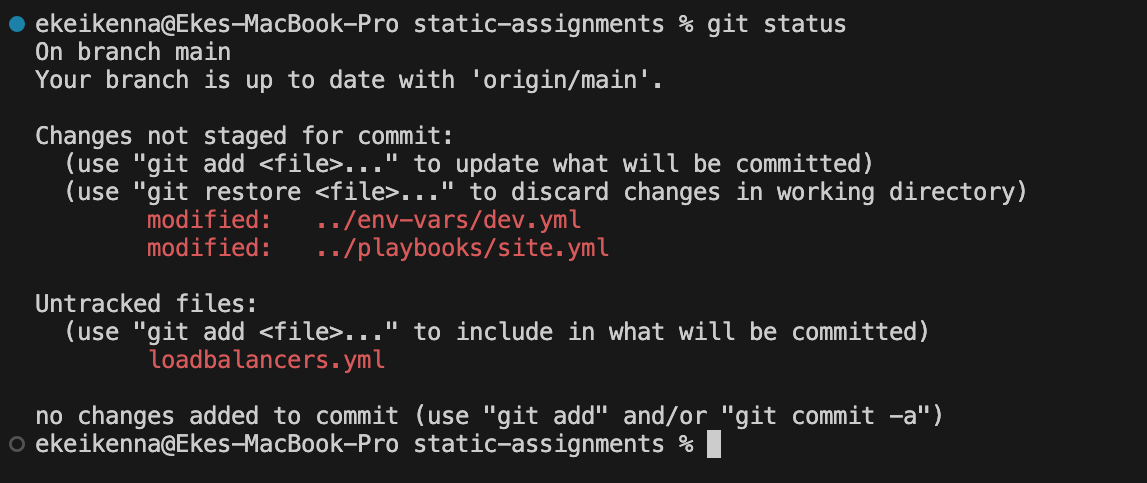 ekeikenna@Ekes-MacBook-Pro static-assignments % git status
On branch main
Your branch is up to date with 'origin/main'.
Changes not staged for commit:
(use "git add <file>..." to update what will be committed)
(use "git restore <file>..." to discard changes in working directory)
modified: ../env-vars/dev.yml
modified: ../playbooks/site.yml
Untracked files:
(use "git add <file>..." to include in what will be committed)
loadbalancers.yml
no changes added to commit (use "git add" and/or "git commit -a")
ekeikenna@Ekes-MacBook-Pro static-assignments %